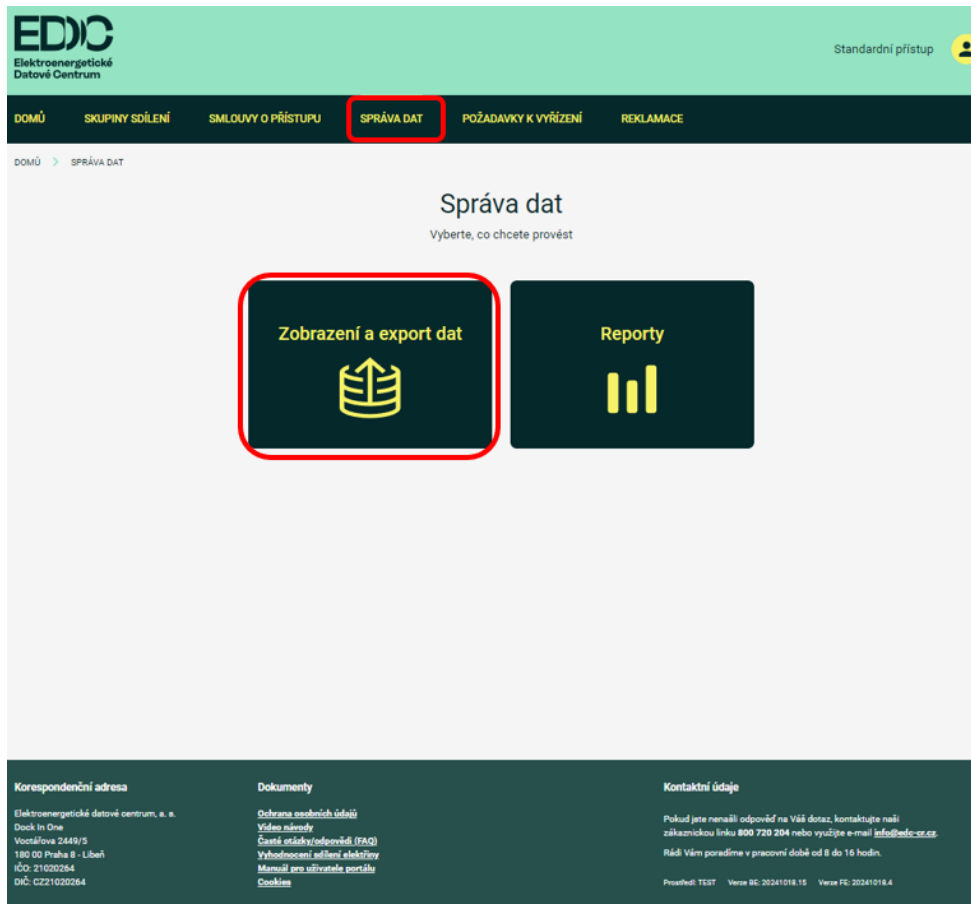 EDC
Elektroenergetické
Datové Centrum
Standardní přístup
DOMŮ SKUPINY SDÍLENÍ SMLOUVY O PŘÍSTUPU SPRÁVA DAT POŽADAVKY K VYŘÍZENÍ REKLAMACE
DOMŮ > SPRÁVA DAT
Správa dat
Vyberte, co chcete provést
Zobrazení a export dat
Reporty
Korespondenční adresa
Elektroenergetické datové centrum, a. s.
Dock In One
Voctářova 2449/5
180 00 Praha 8 - Libeň
IČO: 21020264
DIČ: CZ21020264
Dokumenty
Ochrana osobních údajů
Video návody
Časté otázky/odpovědi (FAQ)
Vyhodnocení sdílení elektřiny
Manuál pro uživatele portálu
Cookies
Kontaktní údaje
Pokud jste nenašli odpověď na Váš dotaz, kontaktujte naši
zákaznickou linku 800 720 204 nebo využijte e-mail info@edc-cr.cz.
Rádi Vám poradíme v pracovní době od 8 do 16 hodin.
Prostředí: TEST Verze BE: 20241018.15 Verze FE: 20241018.4